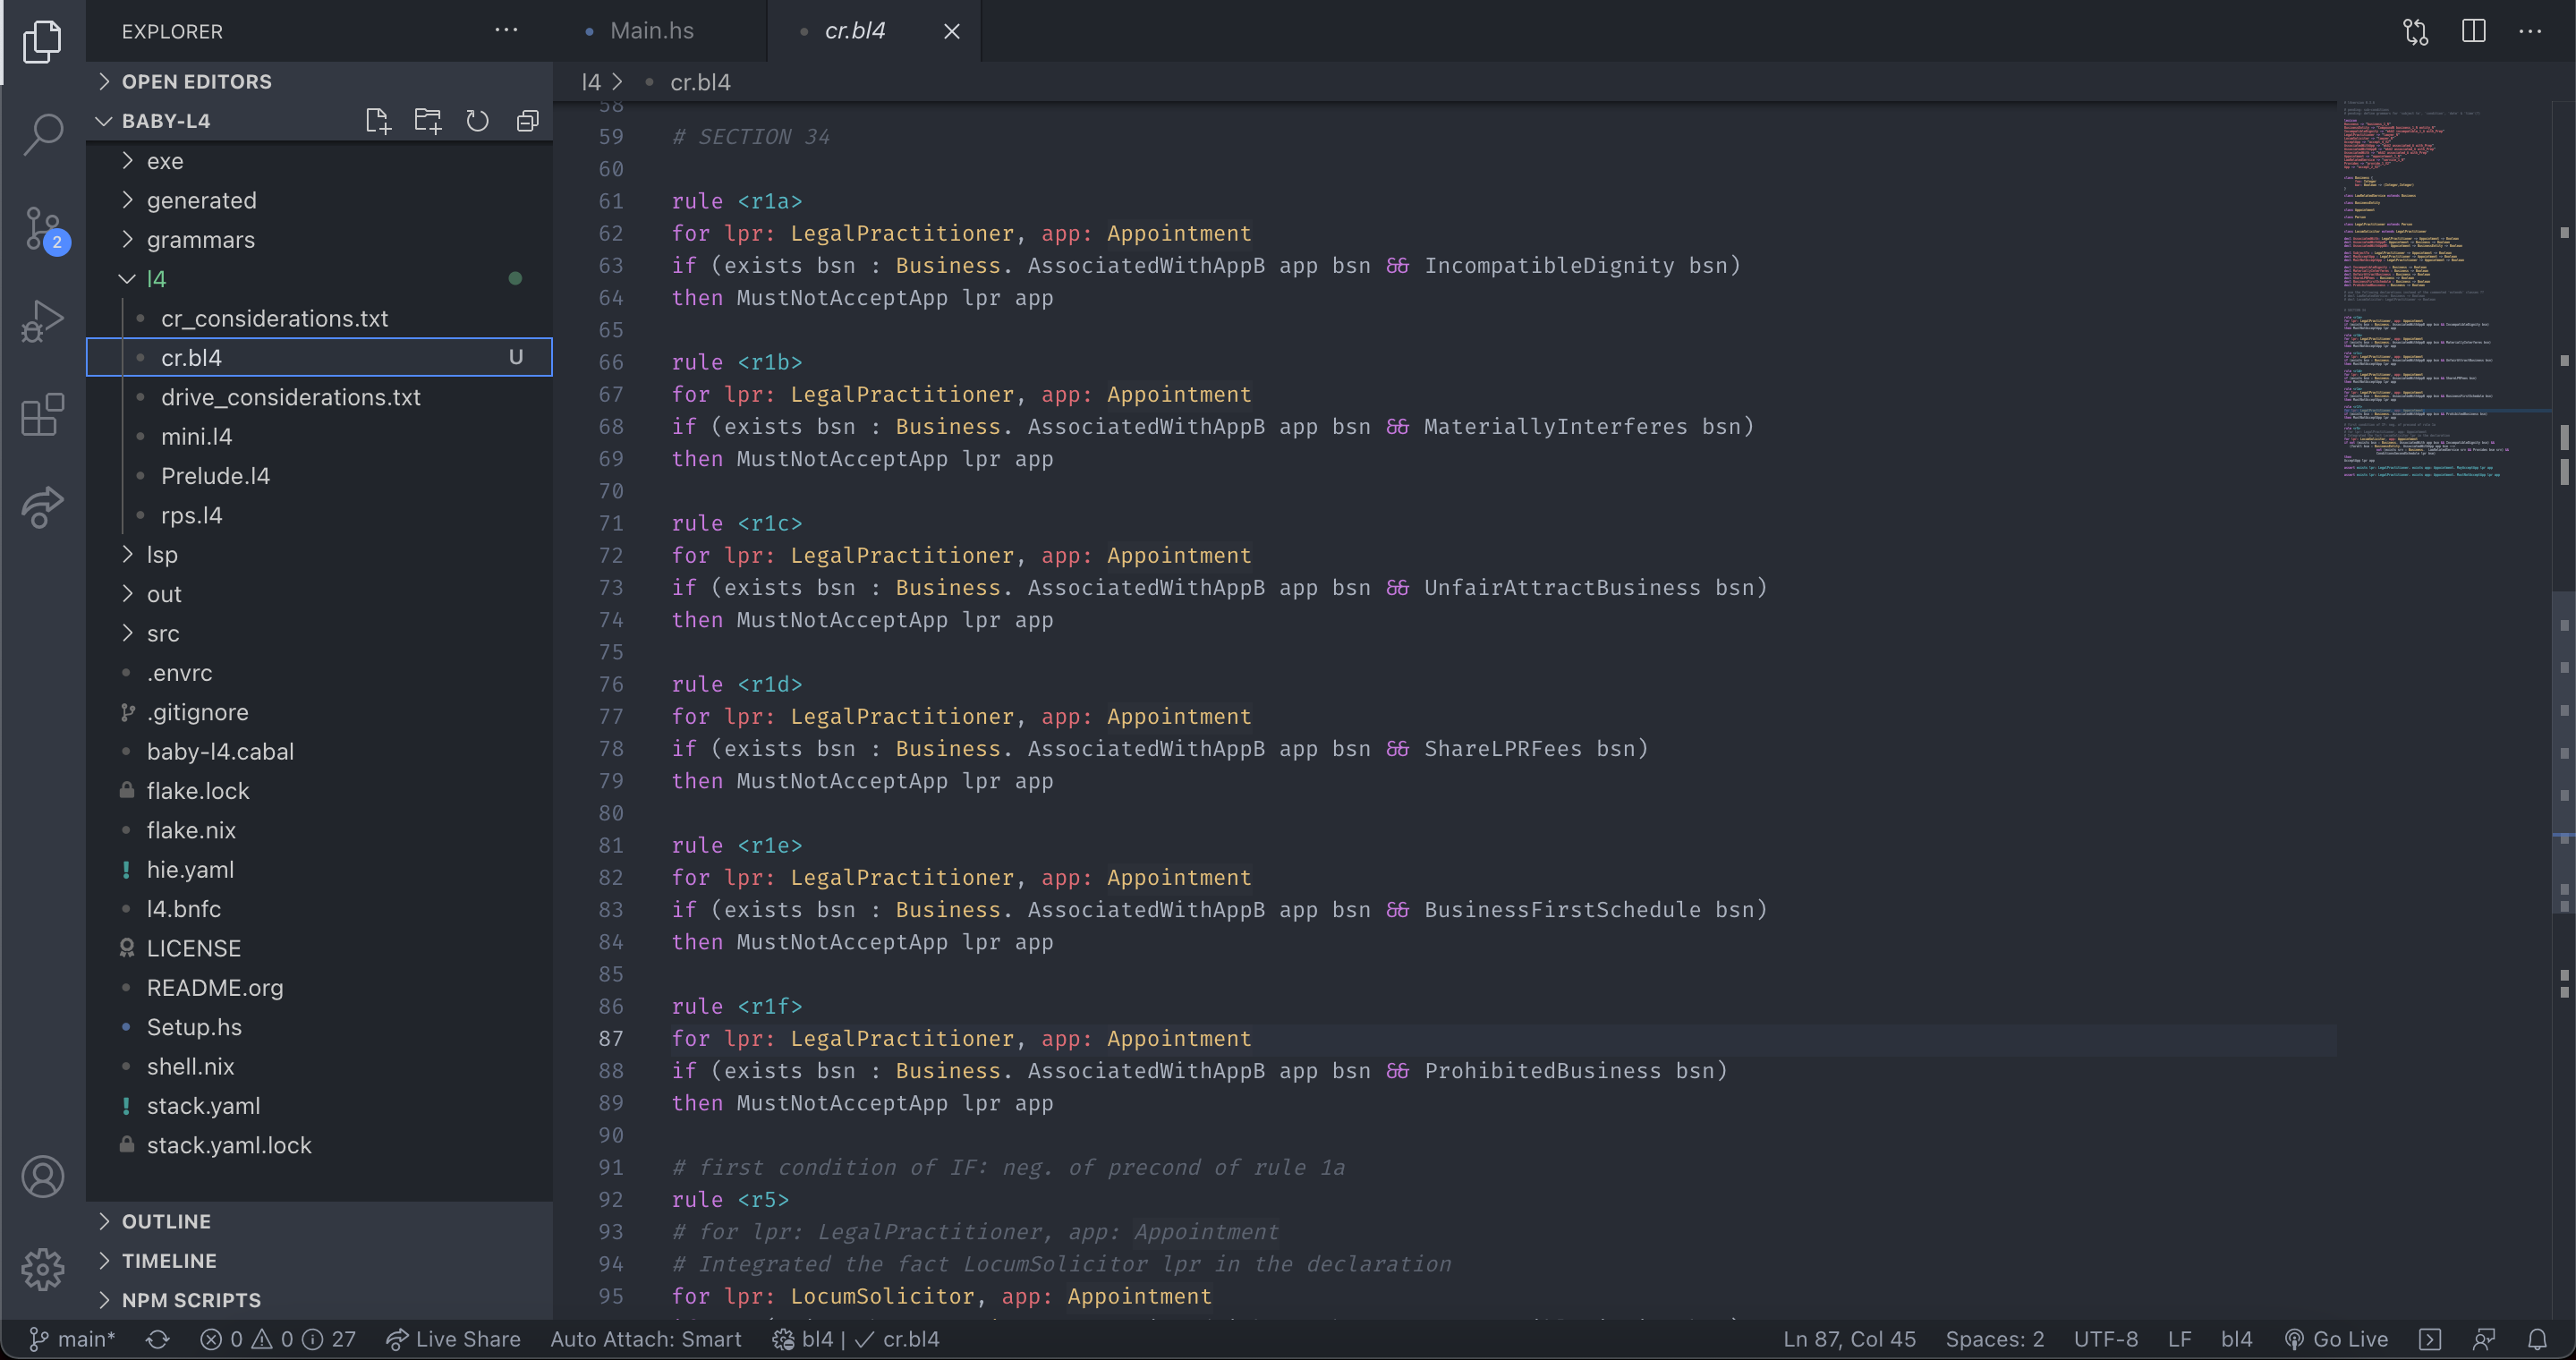 EXPLORER
Main.hs
cr.bl4
OPEN EDITORS
BABY-L4
exe
generated
grammars
l4
cr_considerations.txt
cr.bl4 U
drive_considerations.txt
mini.l4
Prelude.l4
rps.l4
lsp
out
src
.envrc
.gitignore
baby-l4.cabal
flake.lock
flake.nix
! hie.yaml
l4.bnfc
LICENSE
README.org
Setup.hs
shell.nix
! stack.yaml
stack.yaml.lock
OUTLINE
TIMELINE
NPM SCRIPTS
2
l4 > cr.bl4
58
59 # SECTION 34
60
61 rule <r1a>
62 for lpr: LegalPractitioner, app: Appointment
63 if (exists bsn : Business. AssociatedWithAppB app bsn && IncompatibleDignity bsn)
64 then MustNotAcceptApp lpr app
65
66 rule <r1b>
67 for lpr: LegalPractitioner, app: Appointment
68 if (exists bsn : Business. AssociatedWithAppB app bsn && MateriallyInterferes bsn)
69 then MustNotAcceptApp lpr app
70
71 rule <r1c>
72 for lpr: LegalPractitioner, app: Appointment
73 if (exists bsn : Business. AssociatedWithAppB app bsn && UnfairAttractBusiness bsn)
74 then MustNotAcceptApp lpr app
75
76 rule <r1d>
77 for lpr: LegalPractitioner, app: Appointment
78 if (exists bsn : Business. AssociatedWithAppB app bsn && ShareLPRFees bsn)
79 then MustNotAcceptApp lpr app
80
81 rule <r1e>
82 for lpr: LegalPractitioner, app: Appointment
83 if (exists bsn : Business. AssociatedWithAppB app bsn && BusinessFirstSchedule bsn)
84 then MustNotAcceptApp lpr app
85
86 rule <r1f>
87 for lpr: LegalPractitioner, app: Appointment
88 if (exists bsn : Business. AssociatedWithAppB app bsn && ProhibitedBusiness bsn)
89 then MustNotAcceptApp lpr app
90
91 # first condition of IF: neg. of precond of rule 1a
92 rule <r5>
93 # for lpr: LegalPractitioner, app: Appointment
94 # Integrated the fact LocumSolicitor lpr in the declaration
95 for lpr: LocumSolicitor, app: Appointment
main* 0 0 27 Live Share Auto Attach: Smart bl4 | ✓ cr.bl4 Ln 87, Col 45 Spaces: 2 UTF-8 LF bl4 Go Live